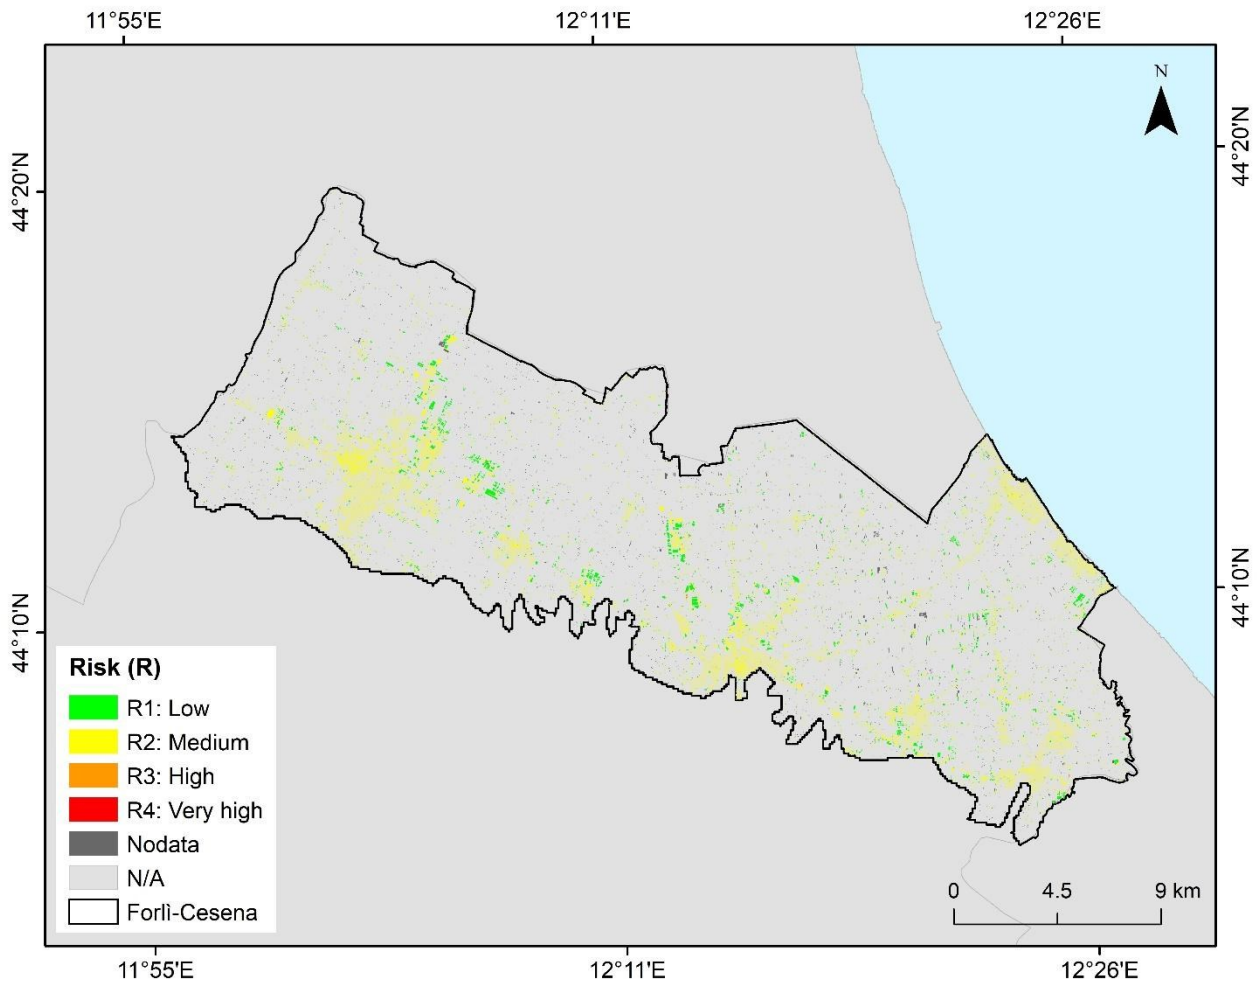 11°55'E 12°11'E 12°26'E
N
44°20'N
44°20'N
44°10'N
44°10'N
Risk (R)
R1: Low
R2: Medium
R3: High
R4: Very high
Nodata
N/A
Forlì-Cesena
0 4.5 9 km
11°55'E 12°11'E 12°26'E